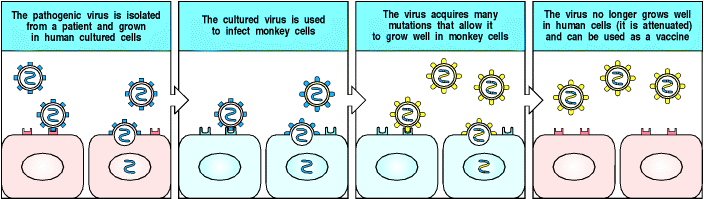 The pathogenic virus is isolated
from a patient and grown
in human cultured cells
The cultured virus is used
to infect monkey cells
The virus acquires many
mutations that allow it
to grow well in monkey cells
The virus no longer grows well
in human cells (it is attenuated)
and can be used as a vaccine